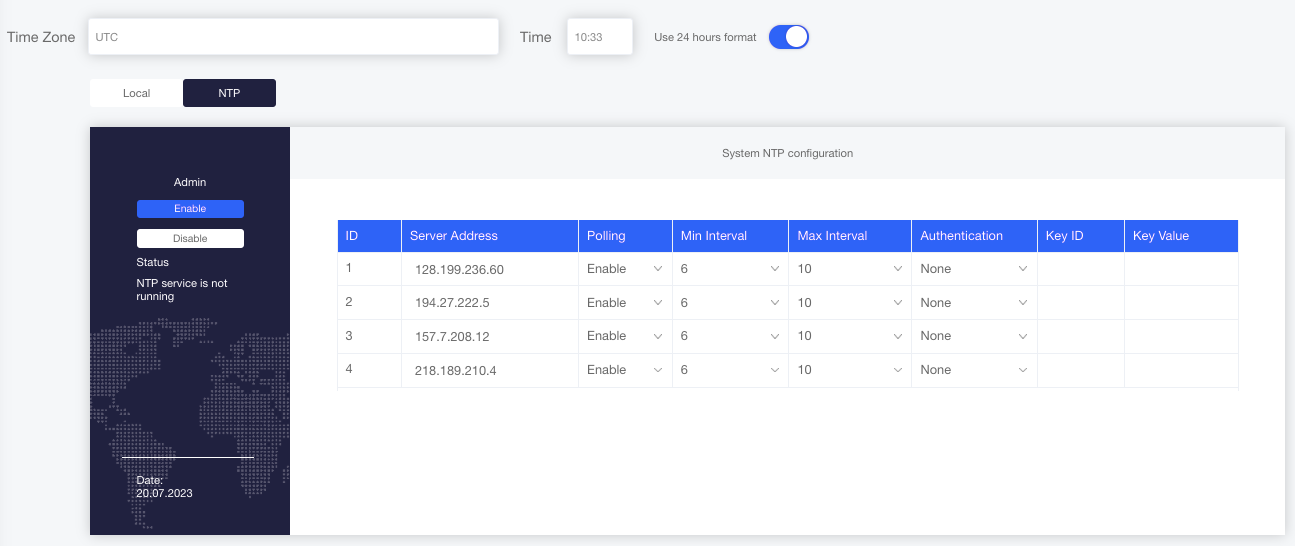 Time Zone UTC Time 10:33 Use 24 hours format
Local NTP
System NTP configuration
Admin
Enable
Disable
Status
NTP service is not
running
Date:
20.07.2023
ID Server Address Polling Min Interval Max Interval Authentication Key ID Key Value
1 128.199.236.60 Enable 6 10 None
2 194.27.222.5 Enable 6 10 None
3 157.7.208.12 Enable 6 10 None
4 218.189.210.4 Enable 6 10 None